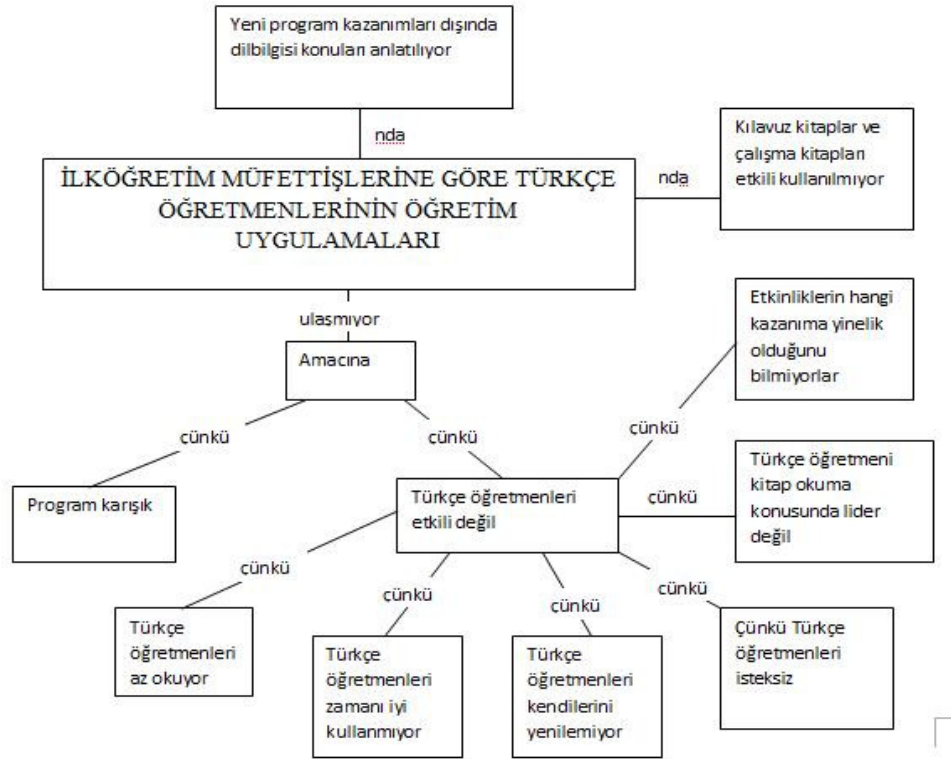 Yeni program kazanımları dışında
dilbilgisi konuları anlatılıyor
nda
Kılavuz kitaplar ve
çalışma kitapları
etkili kullanılmıyor
nda
İLKÖĞRETİM MÜFETTİŞLERİNE GÖRE TÜRKÇE
ÖĞRETMENLERİNİN ÖĞRETİM
UYGULAMALARI
ulaşmıyor
Amacına
Etkinliklerin hangi
kazanıma yinelik
olduğunu
bilmiyorlar
çünkü
çünkü
çünkü
Program karışık
Türkçe öğretmenleri
etkili değil
çünkü
Türkçe öğretmeni
kitap okuma
konusunda lider
değil
çünkü
çünkü
çünkü
çünkü
Türkçe
öğretmenleri
az okuyor
Türkçe
öğretmenleri
zamanı iyi
kullanmıyor
Türkçe
öğretmenleri
kendilerini
yenilemiyor
Çünkü Türkçe
öğretmenleri
isteksiz